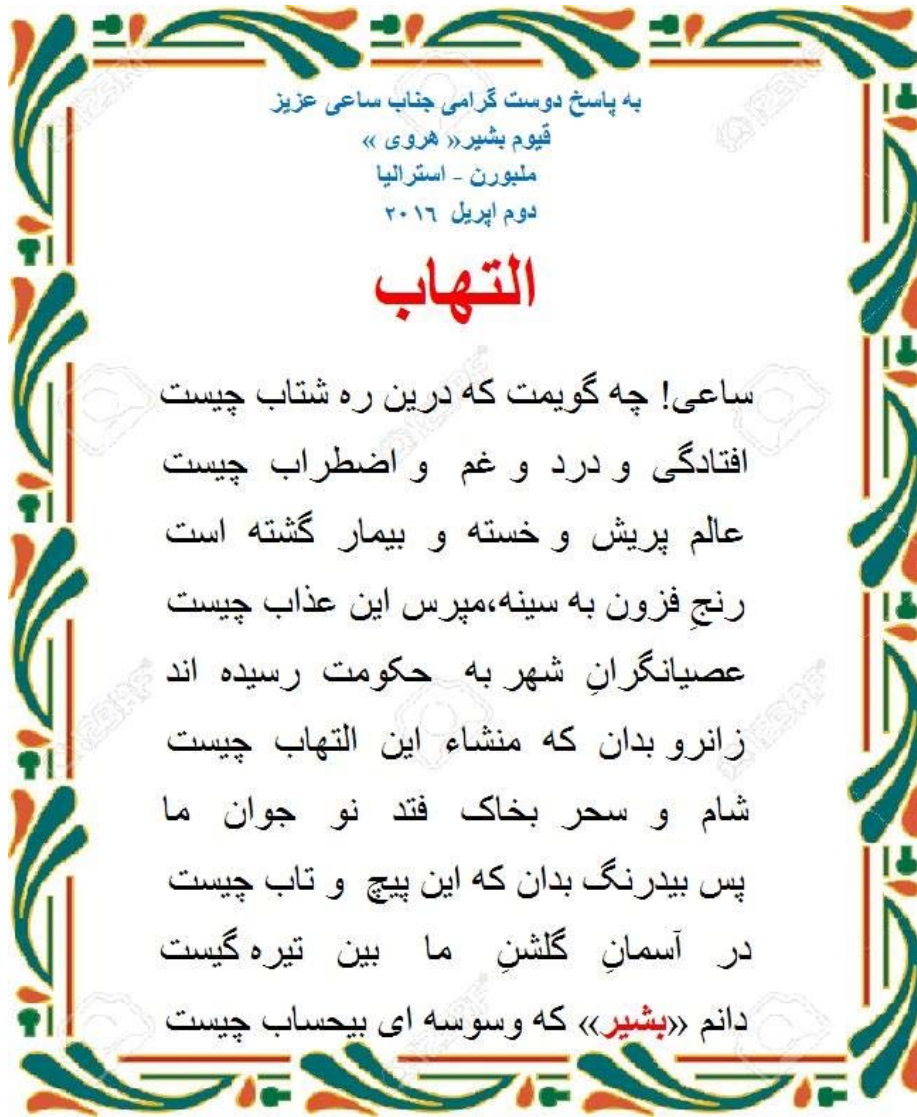 به پاسخ دوست گرامی جناب ساعی عزیز
قیوم بشیر« هروی »
ملبورن - استرالیا
دوم اپریل ۲۰۱۶
التهاب
ساعی! چه گویمت که درین ره شتاب چیست
افتادگی و درد و غم و اضطراب چیست
عالم پریش و خسته و بیمار گشته است
رنجِ فزون به سینه،مپرس این عذاب چیست
عصیانگرانِ شهر به حکومت رسیده اند
زانرو بدان که منشاء این التهاب چیست
شام و سحر بخاک فتد نو جوان ما
پس بیدرنگ بدان که این پیچ و تاب چیست
در آسمانِ گلشنِ ما بین تیره گیست
دانم «بشیر» که وسوسه ای بیحساب چیست